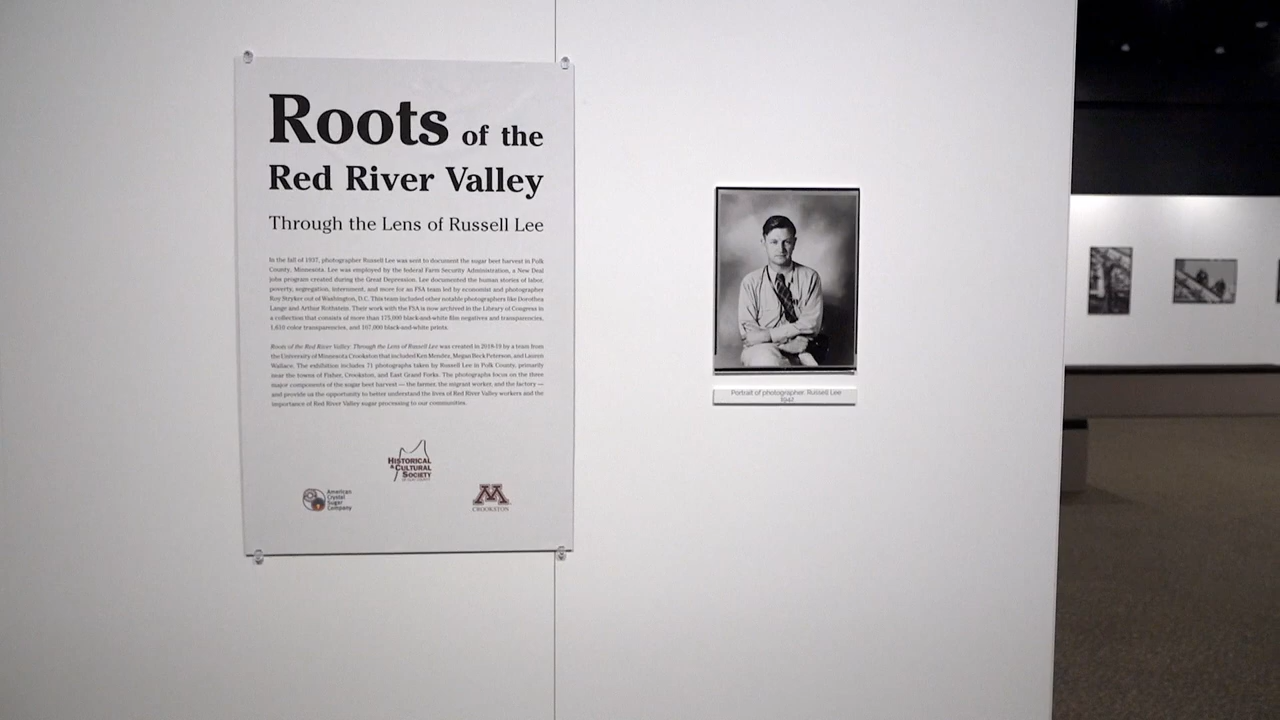 Roots of the
Red River Valley
Through the Lens of Russell Lee
In the fall of 1937, photographer Russell Lee was sent to document the sugar beet harvest in Polk
County, Minnesota. Lee was employed by the federal Farm Security Administration, a New Deal
jobs program created during the Great Depression. Lee documented the human stories of labor,
poverty, segregation, internment, and more for an FSA team led by economist and photographer
Roy Stryker out of Washington, D.C. This team included other notable photographers like Dorothea
Lange and Arthur Rothstein. Their work with the FSA is now archived in the Library of Congress in
a collection that consists of more than 175,000 black-and-white film negatives and transparencies,
1,610 color transparencies, and 107,000 black-and-white prints.
Roots of the Red River Valley: Through the Lens of Russell Lee was created in 2018-19 by a team from
the University of Minnesota Crookston that included Ken Mendez, Megan Beck Peterson, and Lauren
Wallace. The exhibition includes 71 photographs taken by Russell Lee in Polk County, primarily
near the towns of Fisher, Crookston, and East Grand Forks. The photographs focus on the three
major components of the sugar beet harvest — the farmer, the migrant worker, and the factory —
and provide us the opportunity to better understand the lives of Red River Valley workers and the
importance of Red River Valley sugar processing to our communities.
HISTORICAL
& CULTURAL
SOCIETY
OF CLAY COUNTY
American
Crystal
Sugar
Company
M
CROOKSTON
Portrait of photographer, Russell Lee
1942